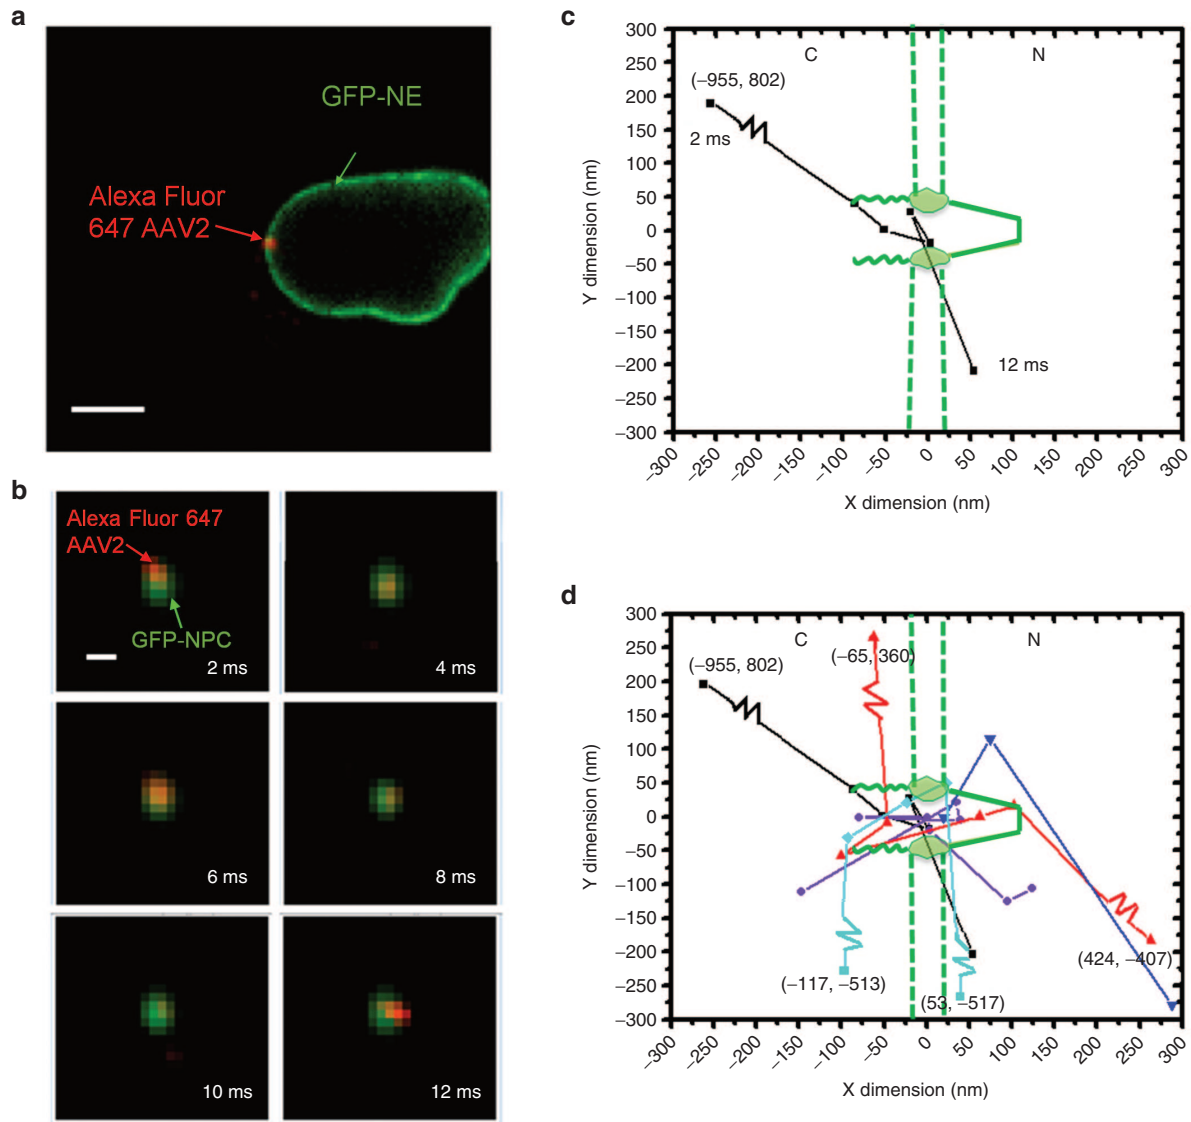 a
GFP-NE
Alexa Fluor
647 AAV2
b
Alexa Fluor 647
AAV2
GFP-NPC
2 ms
4 ms
6 ms
8 ms
10 ms
12 ms
c
300
250
200
150
100
50
0
–50
–100
–150
–200
–250
–300
Y dimension (nm)
C
N
(–955, 802)
2 ms
12 ms
–300
–250
–200
–150
–100
–50
0
50
100
150
200
250
300
X dimension (nm)
d
300
250
200
150
100
50
0
–50
–100
–150
–200
–250
–300
Y dimension (nm)
C
N
(–65, 360)
(–955, 802)
(424, –407)
(–117, –513)
(53, –517)
–300
–250
–200
–150
–100
–50
0
50
100
150
200
250
300
X dimension (nm)